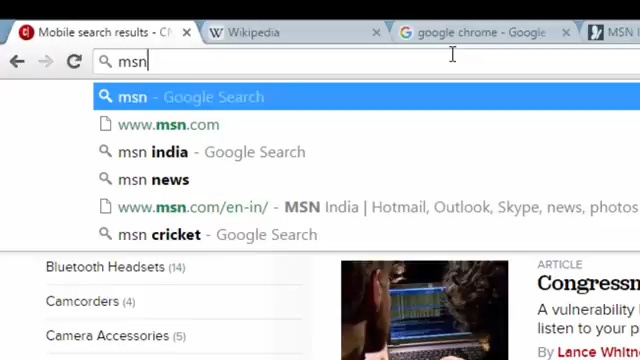 Mobile search results - C
Wikipedia
google chrome - Google
MSN I
msn
msn - Google Search
www.msn.com
msn india - Google Search
msn news
www.msn.com/en-in/ - MSN India | Hotmail, Outlook, Skype, news, photos
msn cricket - Google Search
Bluetooth Headsets (14)
Camcorders (4)
Camera Accessories (5)
ARTICLE
Congressm
A vulnerability
listen to your p
By Lance Whitn